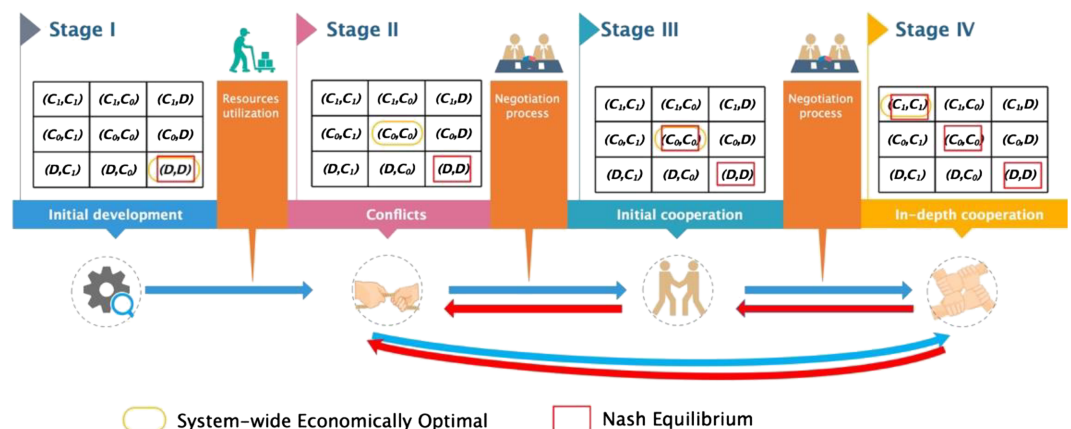 Stage I
Stage II
Stage III
Stage IV
(C₁,C₁) (C₁,C₀) (C₁,D)
(C₀,C₁) (C₀,C₀) (C₀,D)
(D,C₁) (D,C₀) (D,D)
Initial development
Resources
utilization
(C₁,C₁) (C₁,C₀) (C₁,D)
(C₀,C₁) (C₀,C₀) (C₀,D)
(D,C₁) (D,C₀) (D,D)
Conflicts
Negotiation
process
(C₁,C₁) (C₁,C₀) (C₁,D)
(C₀,C₁) (C₀,C₀) (C₀,D)
(D,C₁) (D,C₀) (D,D)
Initial cooperation
Negotiation
process
(C₁,C₁) (C₁,C₀) (C₁,D)
(C₀,C₁) (C₀,C₀) (C₀,D)
(D,C₁) (D,C₀) (D,D)
In-depth cooperation
System-wide Economically Optimal
Nash Equilibrium